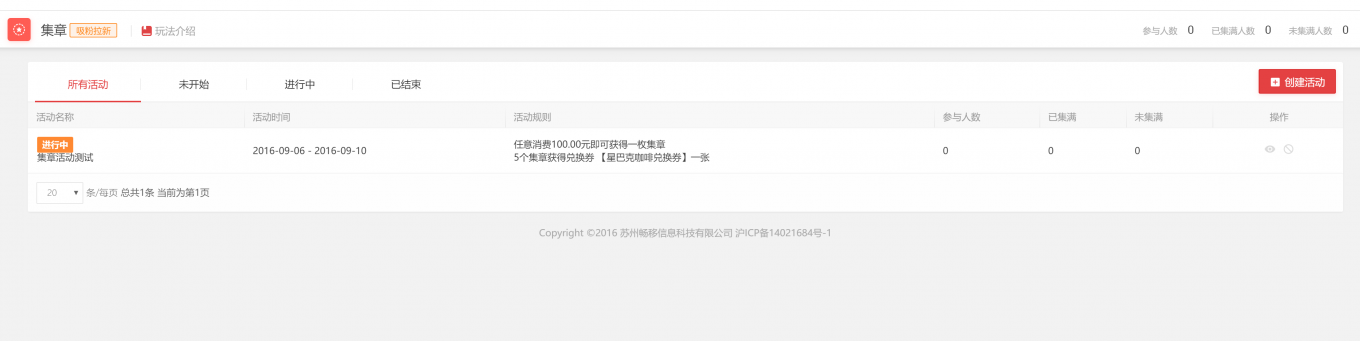 集章 吸粉拉新 玩法介绍 参与人数 0 已集满人数 0 未集满人数 0
所有活动 未开始 进行中 已结束 创建活动
活动名称 活动时间 活动规则 参与人数 已集满 未集满 操作
进行中
集章活动测试 2016-09-06 - 2016-09-10 任意消费100.00元即可获得一枚集章 0 0 0
5个集章获得兑换券 【星巴克咖啡兑换券】一张
20 条/每页 总共1条 当前为第1页
Copyright ©2016 苏州畅移信息科技有限公司 沪ICP备14021684号-1